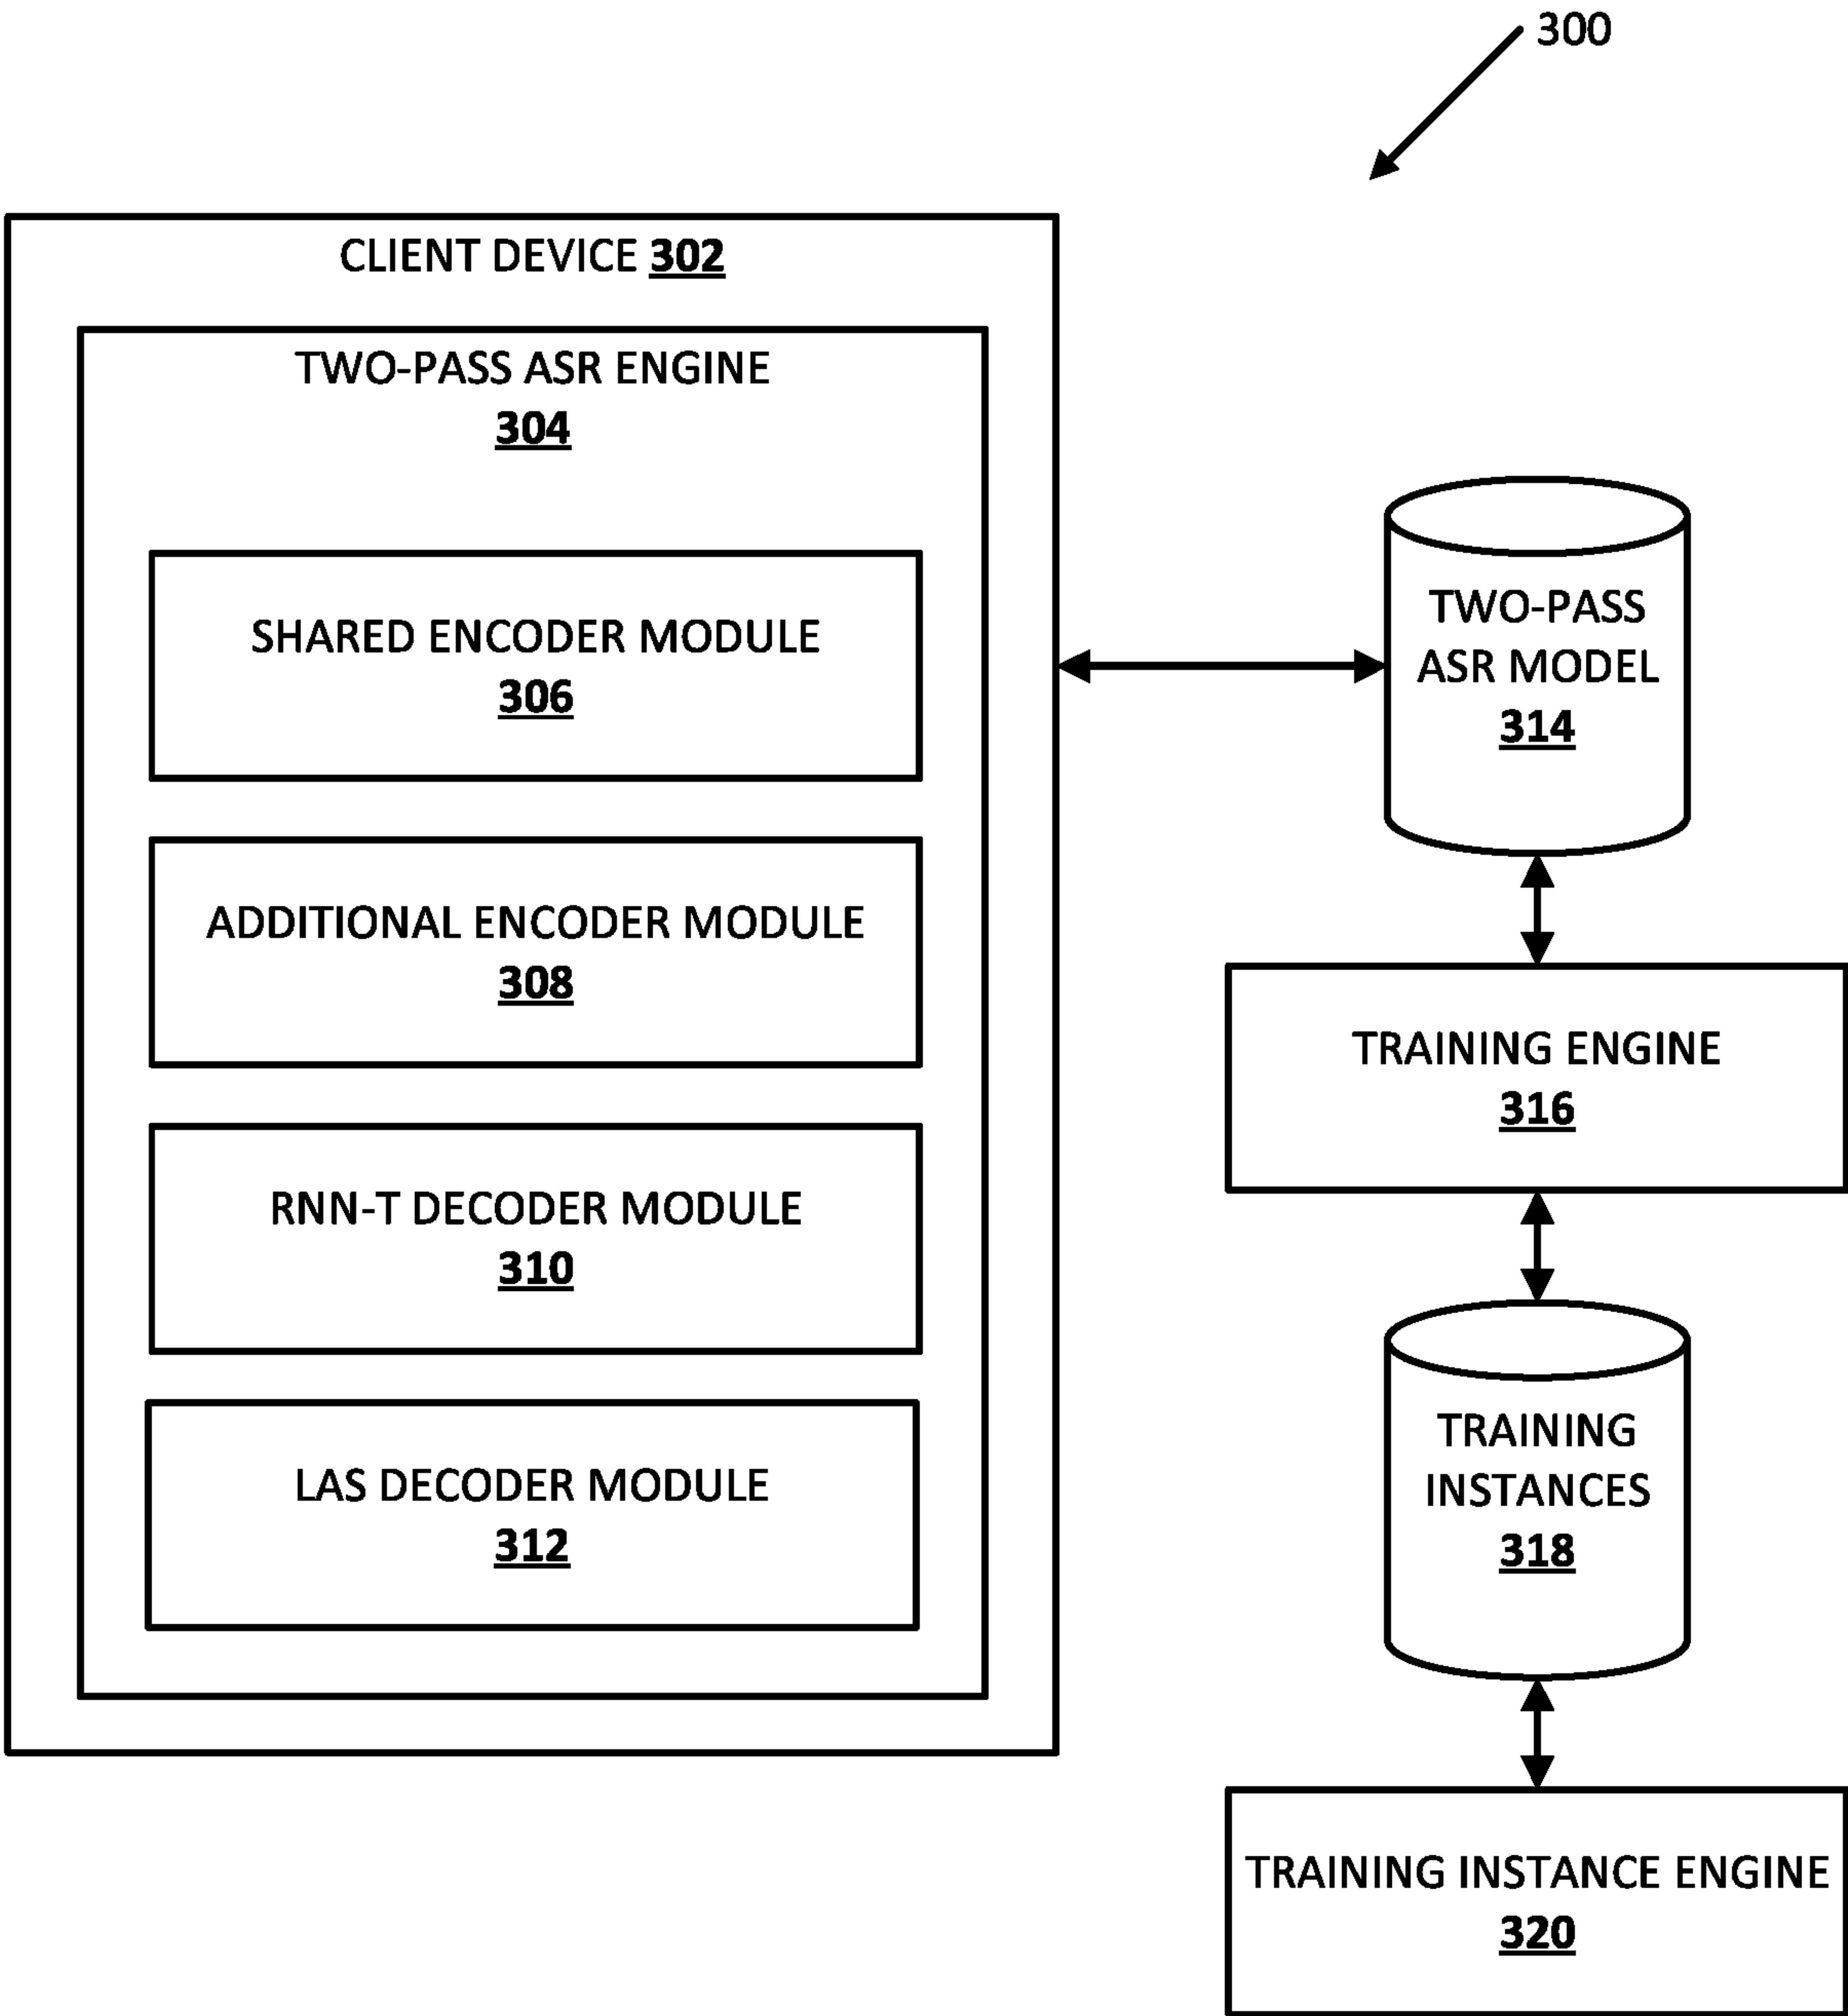 300
CLIENT DEVICE 302
TWO-PASS ASR ENGINE
304
SHARED ENCODER MODULE
306
ADDITIONAL ENCODER MODULE
308
RNN-T DECODER MODULE
310
LAS DECODER MODULE
312
TWO-PASS
ASR MODEL
314
TRAINING ENGINE
316
TRAINING
INSTANCES
318
TRAINING INSTANCE ENGINE
320